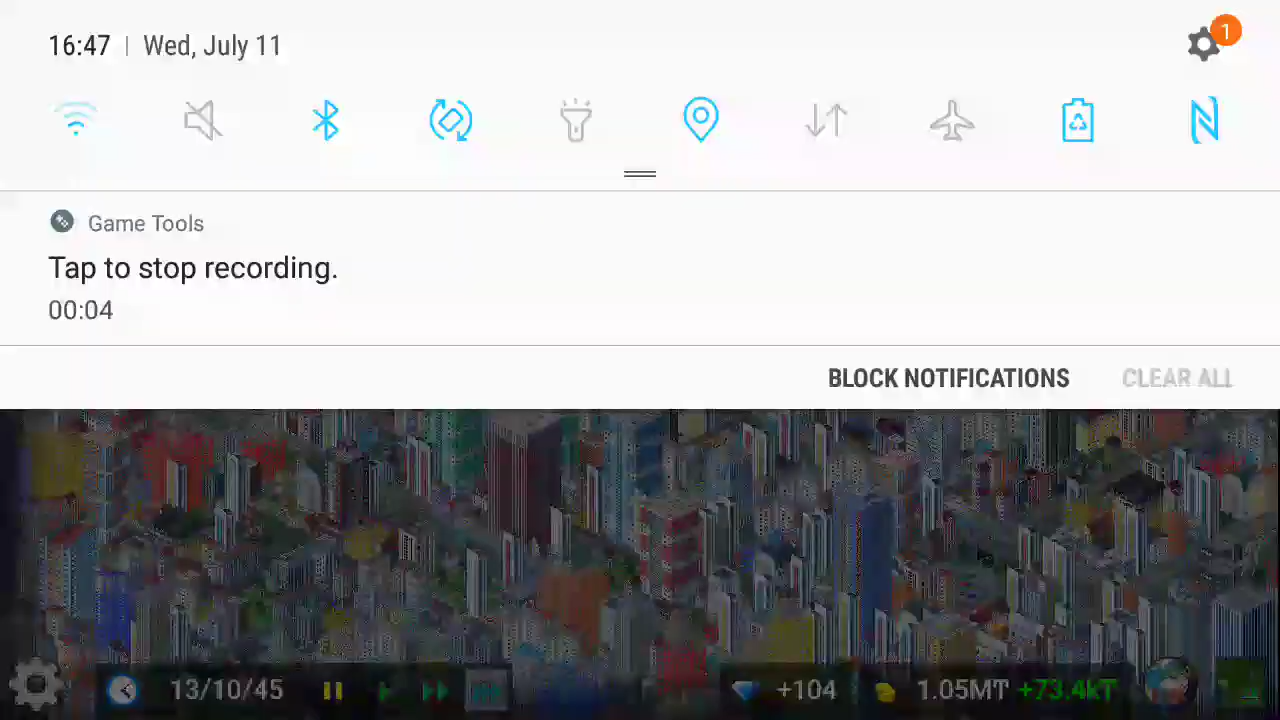 16:47 | Wed, July 11
1
Game Tools
Tap to stop recording.
00:04
BLOCK NOTIFICATIONS
CLEAR ALL
13/10/45
+104
1.05MT +73.4kT